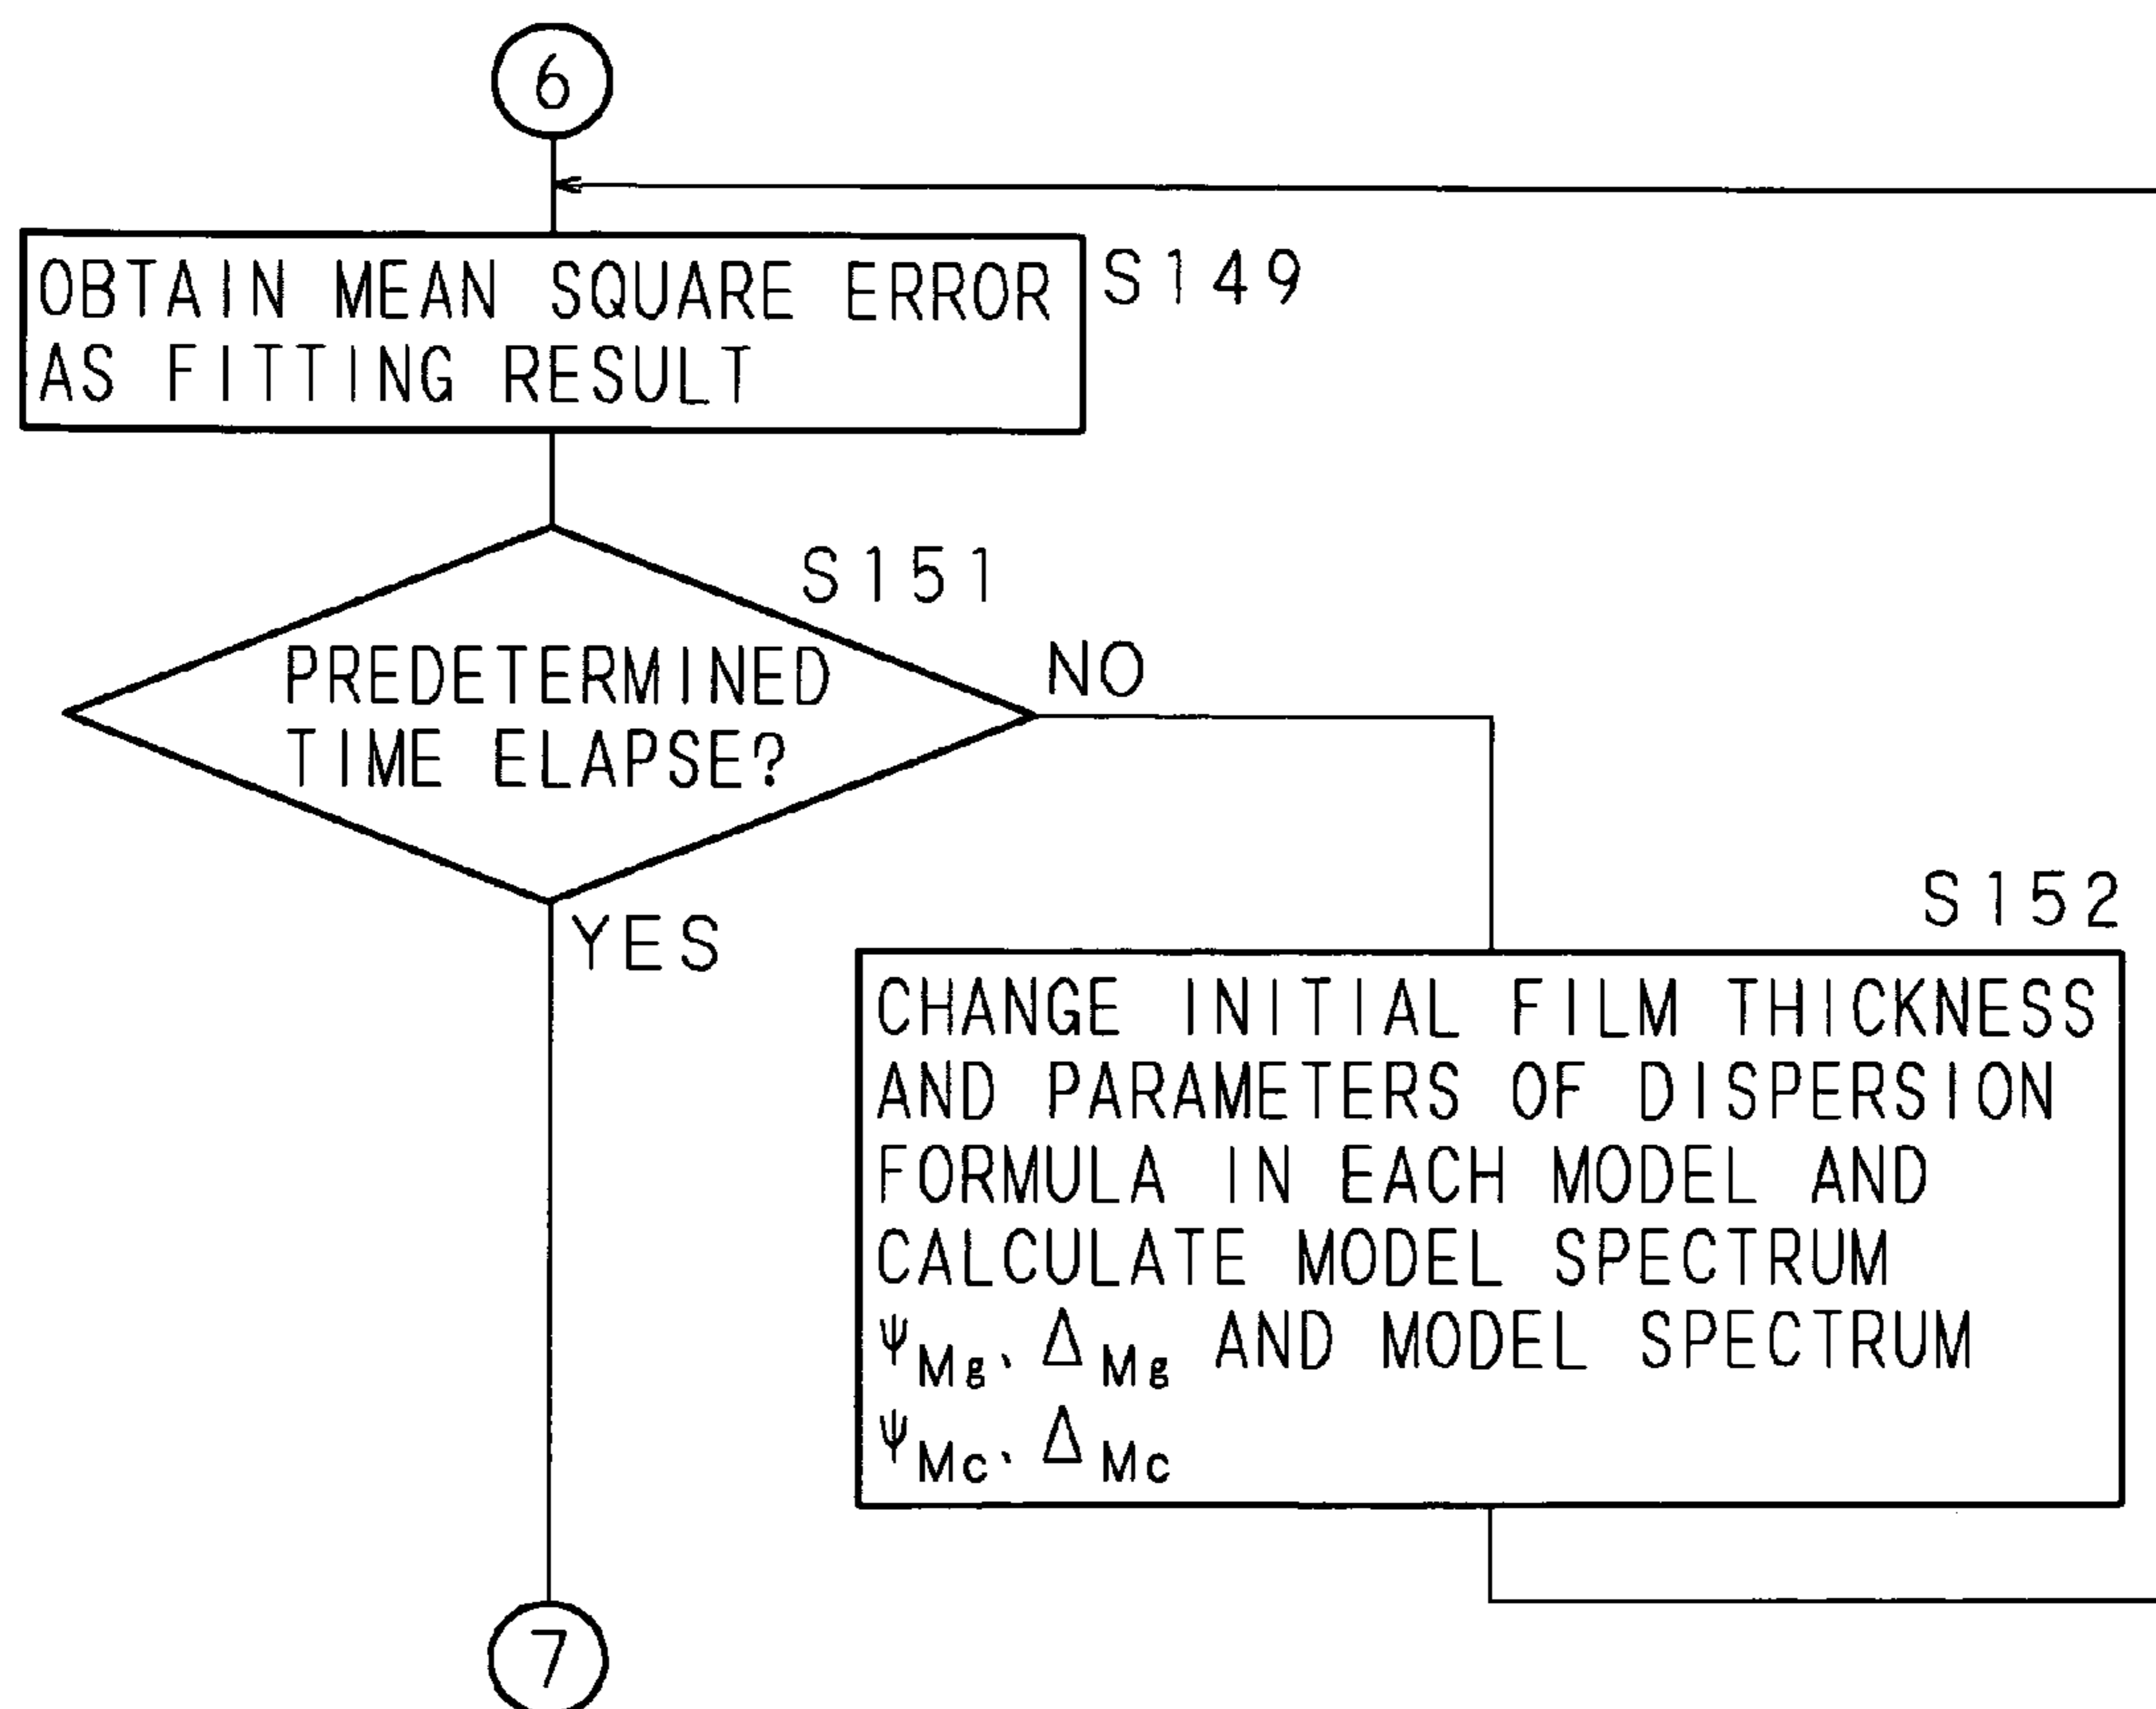 6
OBTAIN MEAN SQUARE ERROR
AS FITTING RESULT
S149
S151
PREDETERMINED
TIME ELAPSE?
NO
YES
S152
CHANGE INITIAL FILM THICKNESS
AND PARAMETERS OF DISPERSION
FORMULA IN EACH MODEL AND
CALCULATE MODEL SPECTRUM
ψMg、ΔMg AND MODEL SPECTRUM
ψMc、ΔMc
7